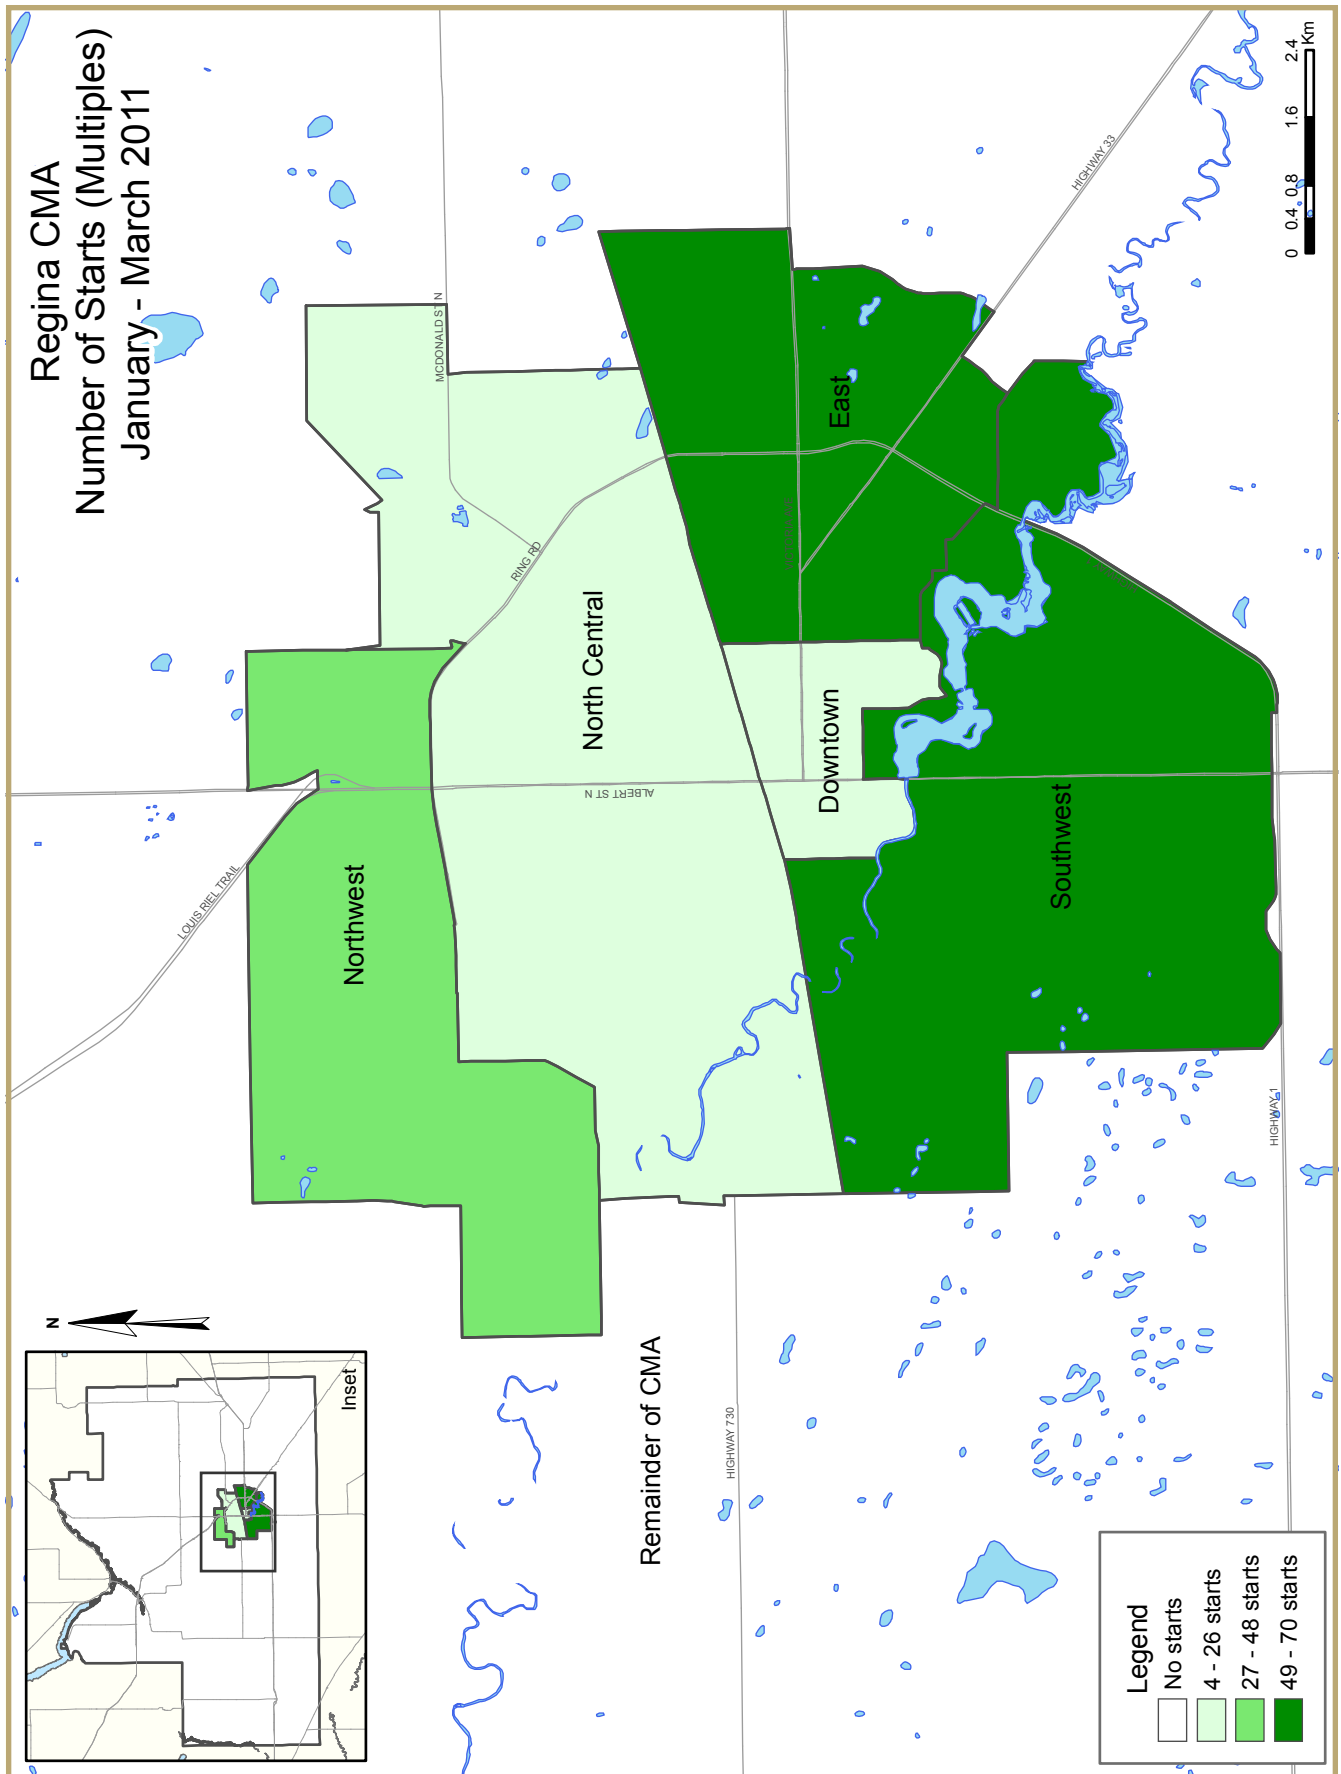 Regina CMA
Number of Starts (Multiples)
January - March 2011
N
Inset
LOUIS RIEL TRAIL
MCDONALD ST N
RING RD
ALBERT ST N
Northwest
North Central
Downtown
East
Southwest
Remainder of CMA
HIGHWAY 730
HIGHWAY 33
HIGHWAY 1
Legend
No starts
4 - 26 starts
27 - 48 starts
49 - 70 starts
0 0.4 0.8 1.6 2.4
Km